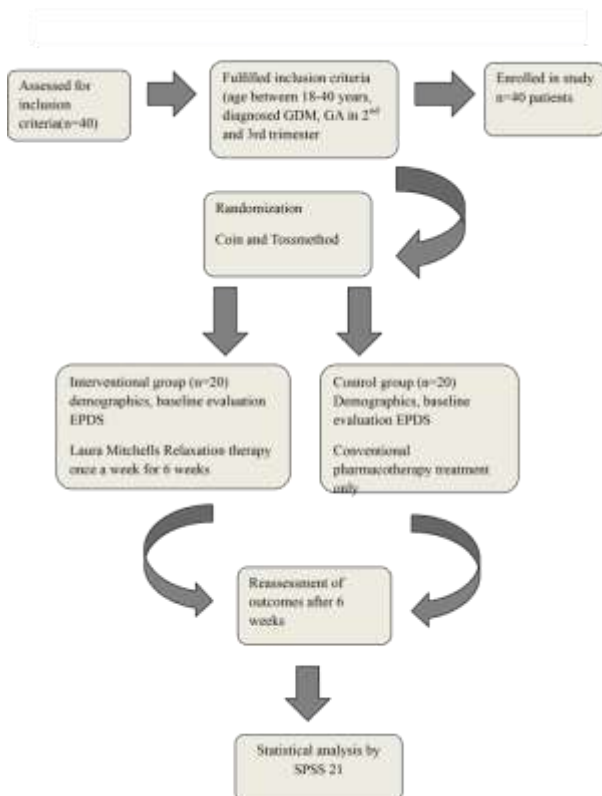 Assessed for
inclusion
criteria(n=40)
Fulfilled inclusion criteria
(age between 18-40 years,
diagnosed GDM, GA in 2nd
and 3rd trimester
Enrolled in study
n=40 patients
Randomization
Coin and Tossmethod
Interventional group (n=20)
demographics, baseline evaluation
EPDS
Laura Mitchells Relaxation therapy
once a week for 6 weeks
Control group (n=20)
Demographics, baseline
evaluation EPDS
Conventional
pharmacotherapy treatment
only
Reassessment of
outcomes after 6
weeks
Statistical analysis by
SPSS 21